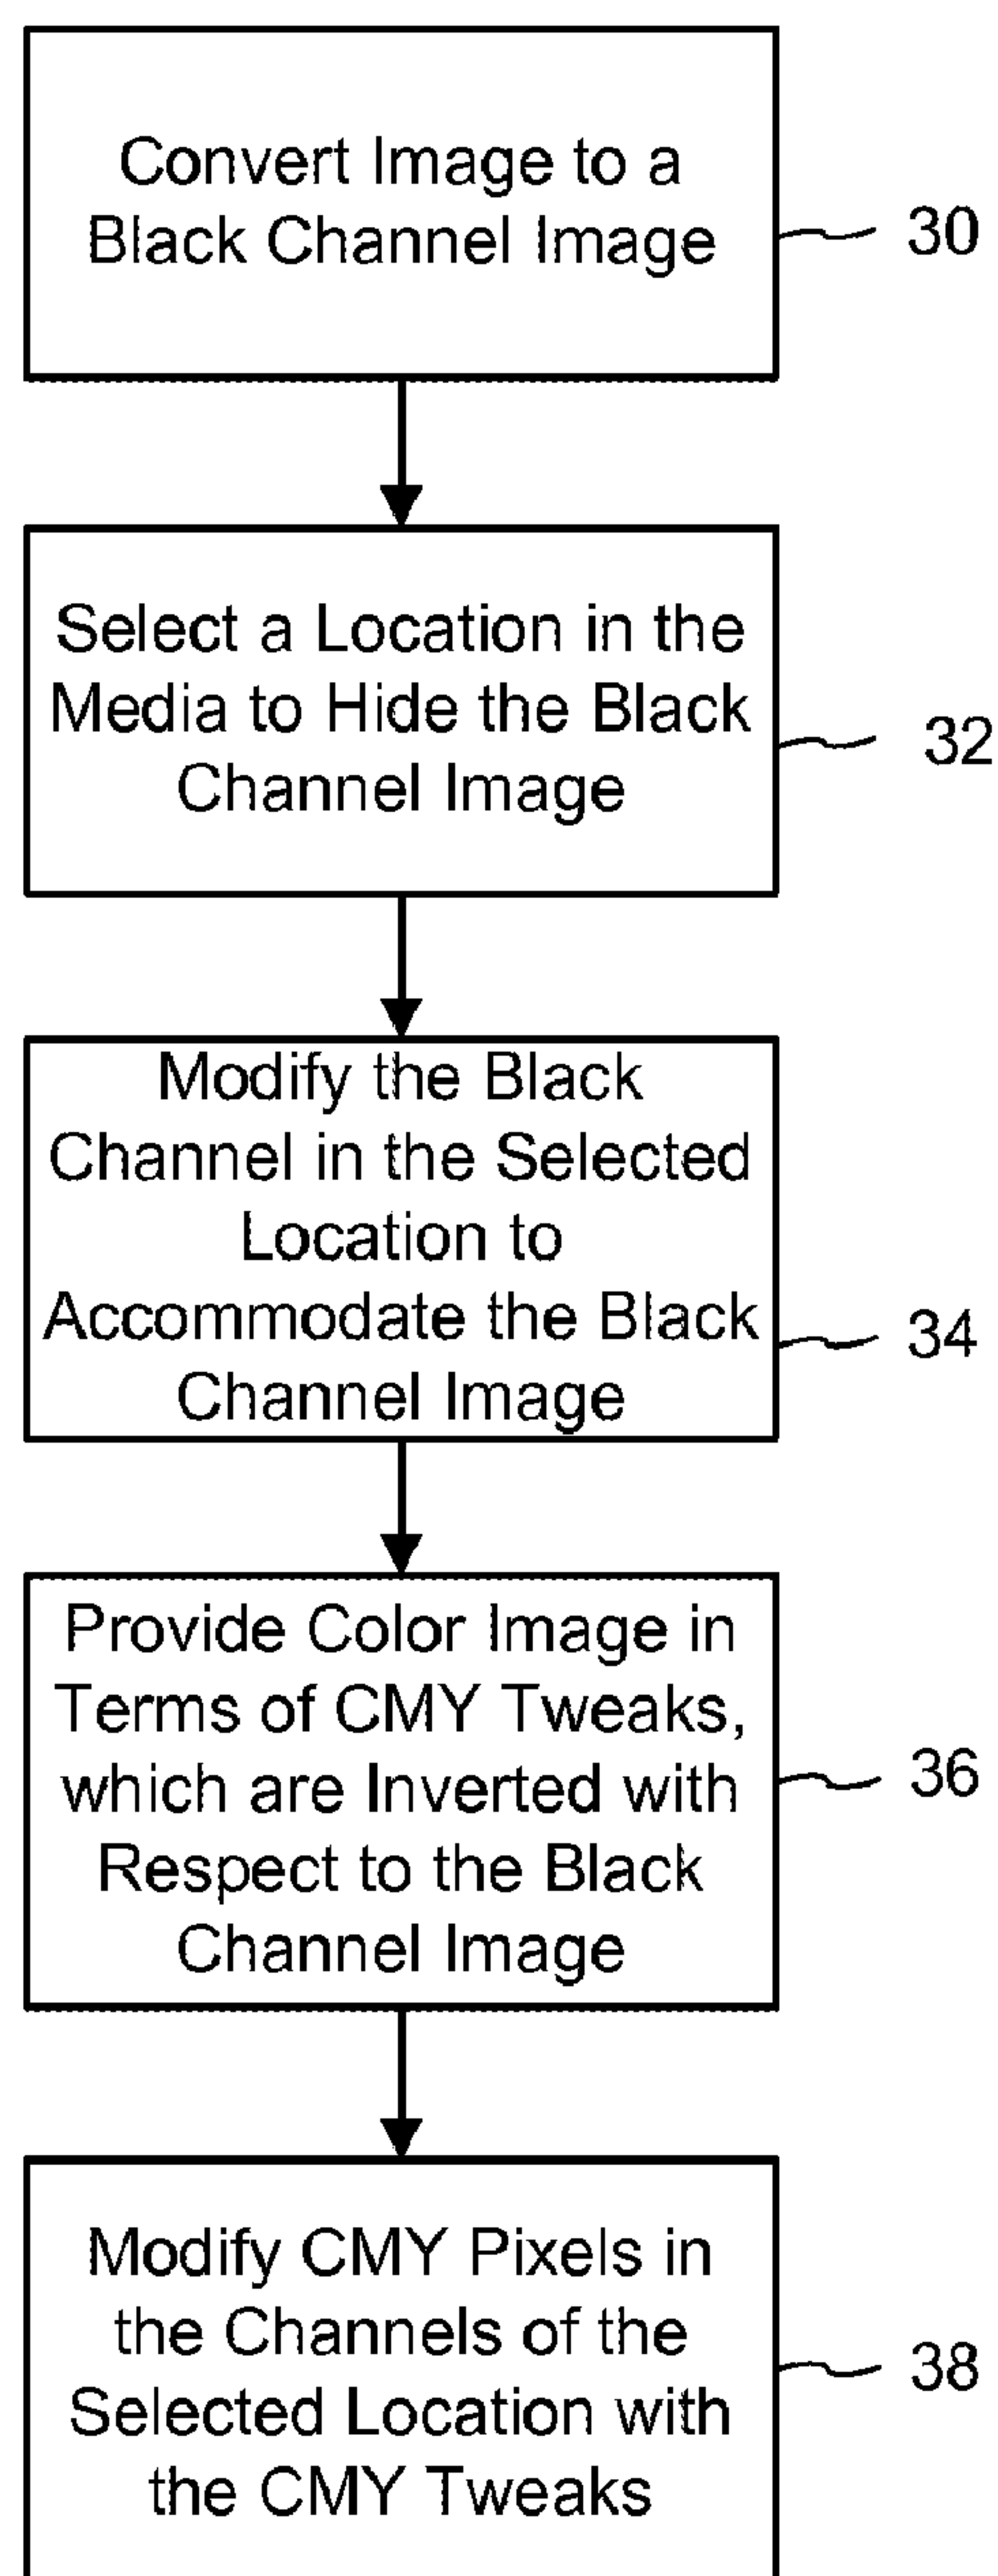 Convert Image to a
Black Channel Image
30
Select a Location in the
Media to Hide the Black
Channel Image
32
Modify the Black
Channel in the Selected
Location to
Accommodate the Black
Channel Image
34
Provide Color Image in
Terms of CMY Tweaks,
which are Inverted with
Respect to the Black
Channel Image
36
Modify CMY Pixels in
the Channels of the
Selected Location with
the CMY Tweaks
38